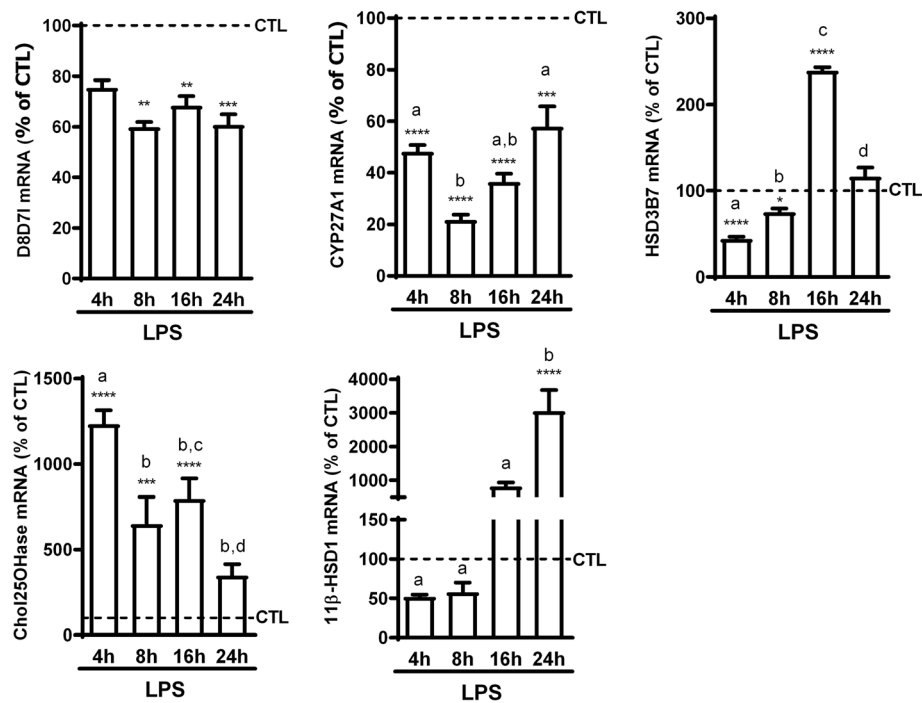 D8D7I mRNA (% of CTL)
100
80
60
40
20
0
CTL
**
**
***
4h 8h 16h 24h
LPS
CYP27A1 mRNA (% of CTL)
100
80
60
40
20
0
CTL
a
****
b
****
a,b
****
a
***
4h 8h 16h 24h
LPS
HSD3B7 mRNA (% of CTL)
300
200
100
0
CTL
a
****
b
*
c
****
d
4h 8h 16h 24h
LPS
Chol25OHase mRNA (% of CTL)
1500
1000
500
0
CTL
a
****
b
***
b,c
****
b,d
4h 8h 16h 24h
LPS
11β-HSD1 mRNA (% of CTL)
4000
3000
2000
1000
150
100
50
0
CTL
a
a
a
b
****
4h 8h 16h 24h
LPS